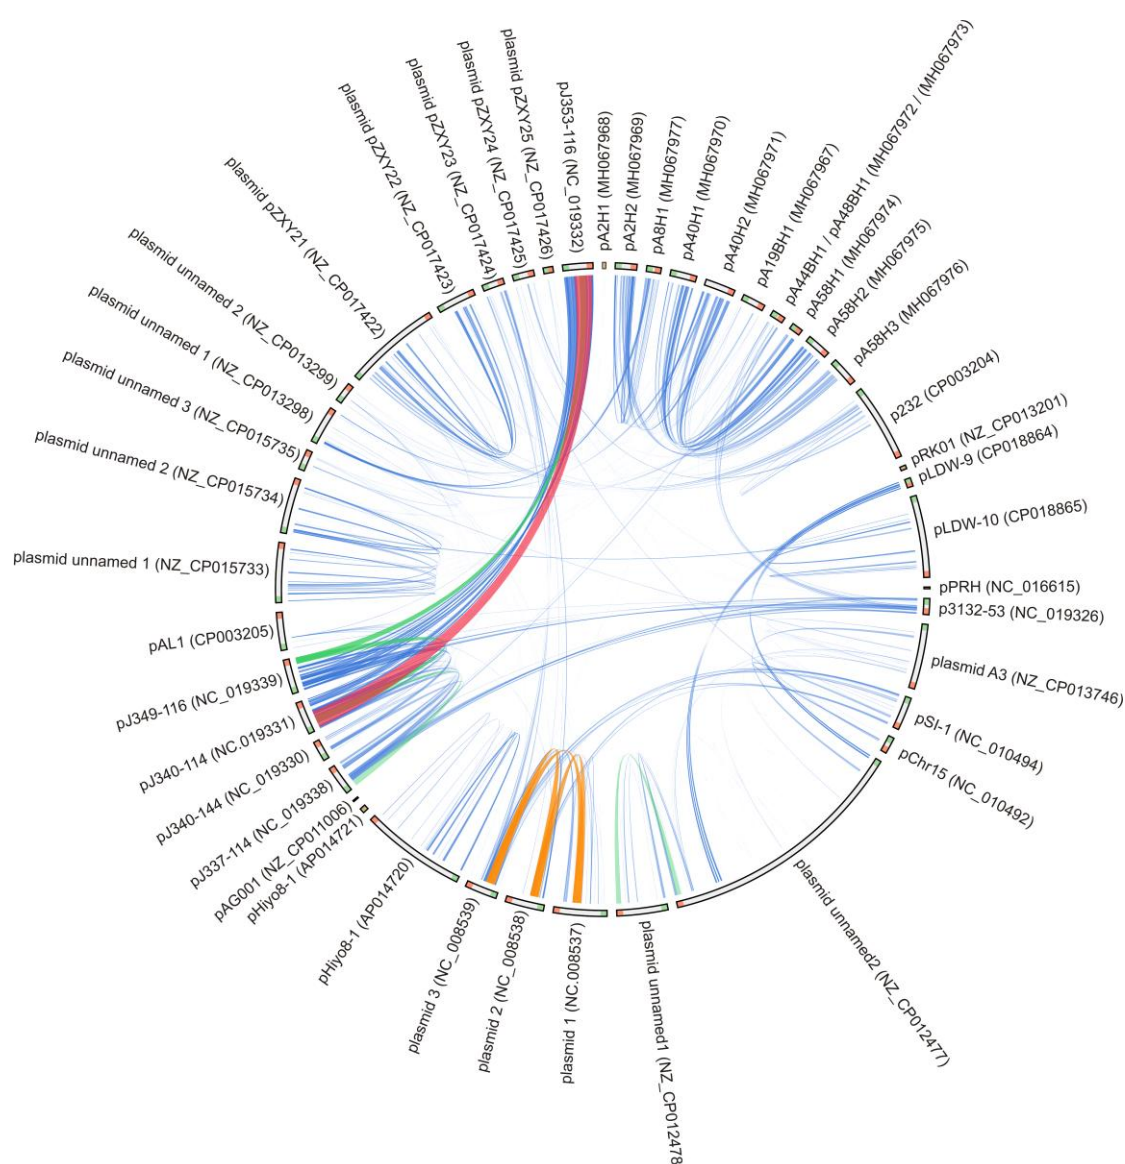 pJ353-116 (NC_019332)
pA2H1 (MH067968)
pA2H2 (MH067969)
pA8H1 (MH067977)
pA40H1 (MH067970)
pA40H2 (MH067971)
pA19BH1 (MH067967)
pA44BH1 / pA48BH1 (MH067972 / (MH067973)
pA58H1 (MH067974)
pA58H2 (MH067975)
pA58H3 (MH067976)
p232 (CP003204)
pRK01 (NZ_CP013201)
pLDW-9 (CP018864)
pLDW-10 (CP018865)
pPRH (NC_016615)
p3132-53 (NC_019326)
plasmid A3 (NZ_CP013746)
pSI-1 (NC_010494)
pChr15 (NC_010492)
plasmid unnamed2 (NZ_CP012477)
plasmid unnamed1 (NZ_CP012478
plasmid 1 (NC.008537)
plasmid 2 (NC_008538)
plasmid 3 (NC_008539)
pHiyo8-1 (AP014720)
pHiyo8-1 (AP014721)
pAG001 (NZ_CP011006)
pJ337-114 (NC_019338)
pJ340-144 (NC_019330)
pJ340-114 (NC.019331)
pJ349-116 (NC_019339)
pAL1 (CP003205)
plasmid unnamed 1 (NZ_CP015733)
plasmid unnamed 2 (NZ_CP015734)
plasmid unnamed 3 (NZ_CP015735)
plasmid unnamed 1 (NZ_CP013298)
plasmid unnamed 2 (NZ_CP013299)
plasmid pZXY21 (NZ_CP017422)
plasmid pZXY22 (NZ_CP017423)
plasmid pZXY23 (NZ_CP017424)
plasmid pZXY24 (NZ_CP017425)
plasmid pZXY25 (NZ_CP017426)